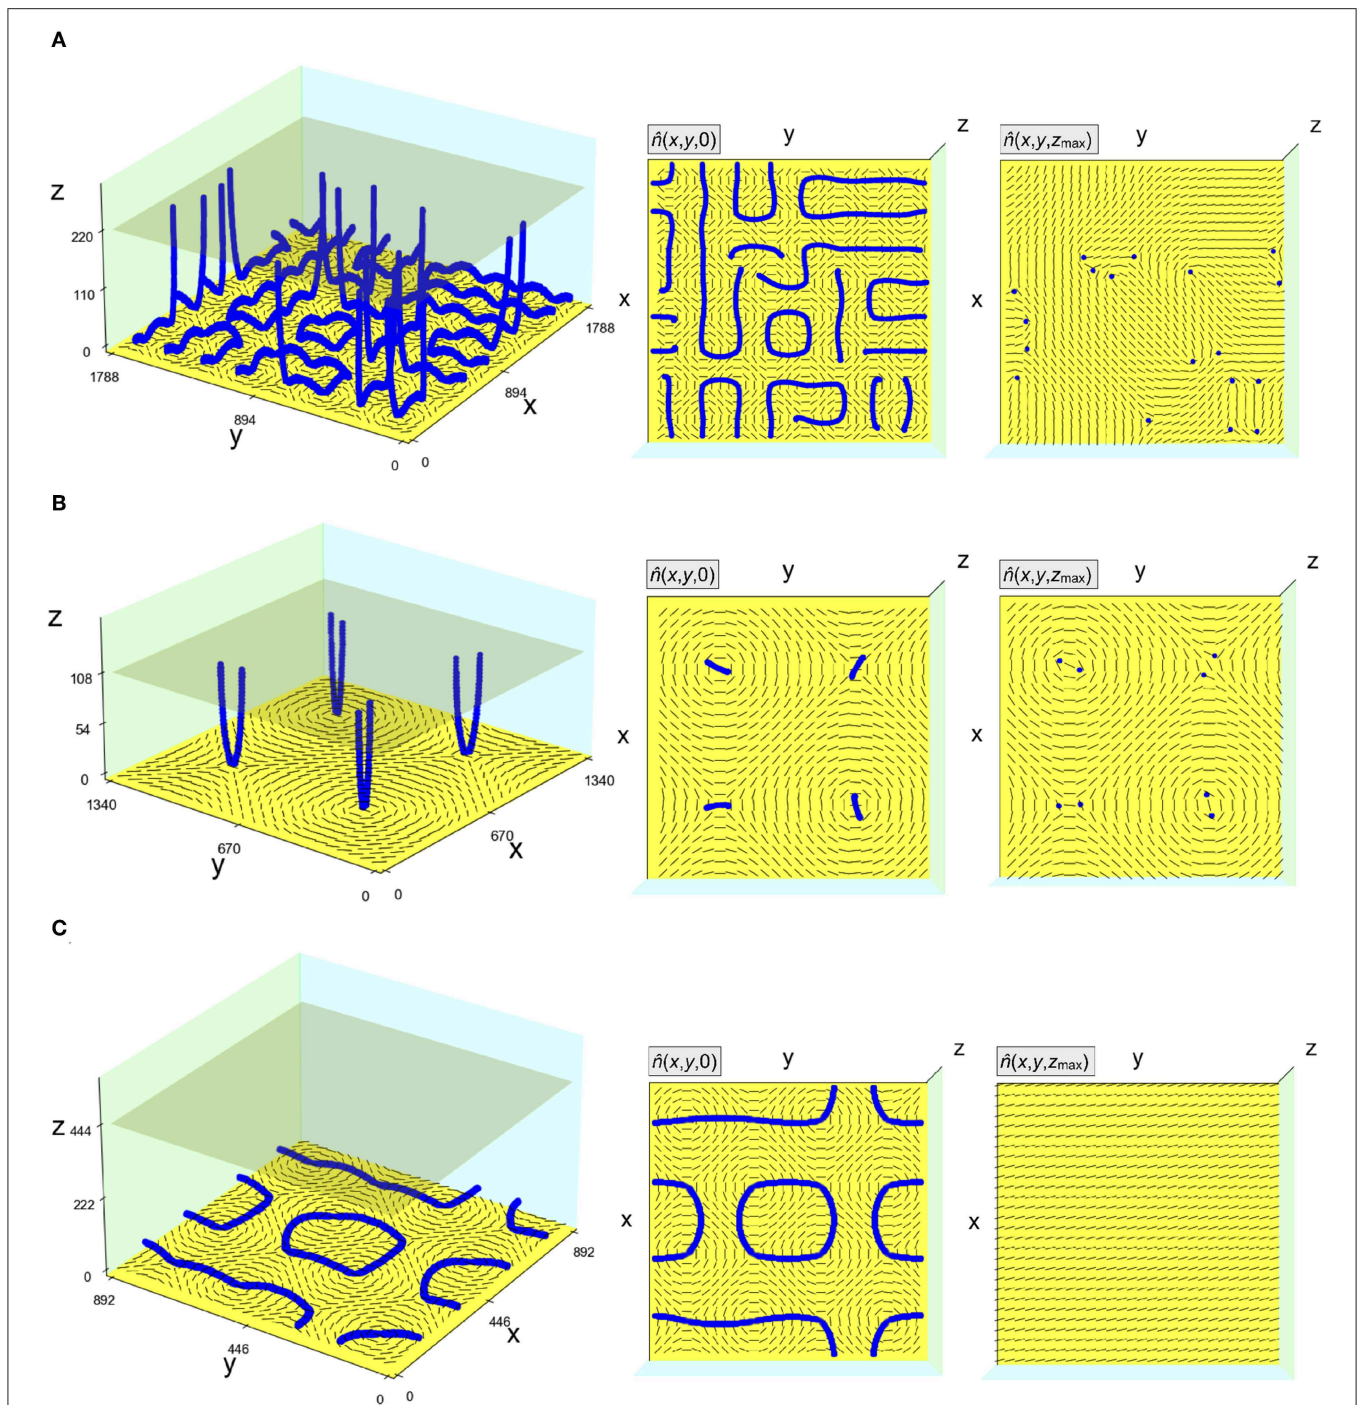 A
z
220
110
0
1788
894
y
0
0
894
x
1788
n̂(x,y,0)
y
z
x
n̂(x,y,zmax)
y
z
x
B
z
108
54
0
1340
670
y
0
0
670
x
1340
n̂(x,y,0)
y
z
x
n̂(x,y,zmax)
y
z
x
C
z
444
222
0
892
446
y
0
0
446
x
892
n̂(x,y,0)
y
z
x
n̂(x,y,zmax)
y
z
x